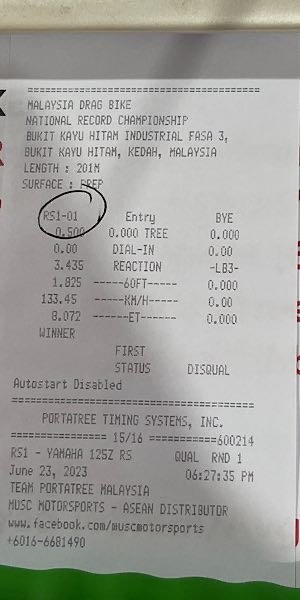 ================================
MALAYSIA DRAG BIKE
NATIONAL RECORD CHAMPIONSHIP
BUKIT KAYU HITAM INDUSTRIAL FASA 3,
BUKIT KAYU HITAM, KEDAH, MALAYSIA
LENGTH : 201M
SURFACE : PREP
RS1-01 Entry BYE
0.500 0.000 TREE 0.000
0.00 DIAL-IN 0.00
3.435 REACTION -LB3-
1.825 -----60FT----- 0.000
133.45 -----KM/H----- 0.00
8.072 ------ET------ 0.000
WINNER
FIRST
STATUS DISQUAL
Autostart Disabled
================================
PORTATREE TIMING SYSTEMS, INC.
=============== 15/16 ===========600214
RS1 - YAMAHA 125Z RS QUAL RND 1
June 23, 2023 06:27:35 PM
TEAM PORTATREE MALAYSIA
MUSC MOTORSPORTS - ASEAN DISTRIBUTOR
www.facebook.com/muscmotorsports
+6016-6681490